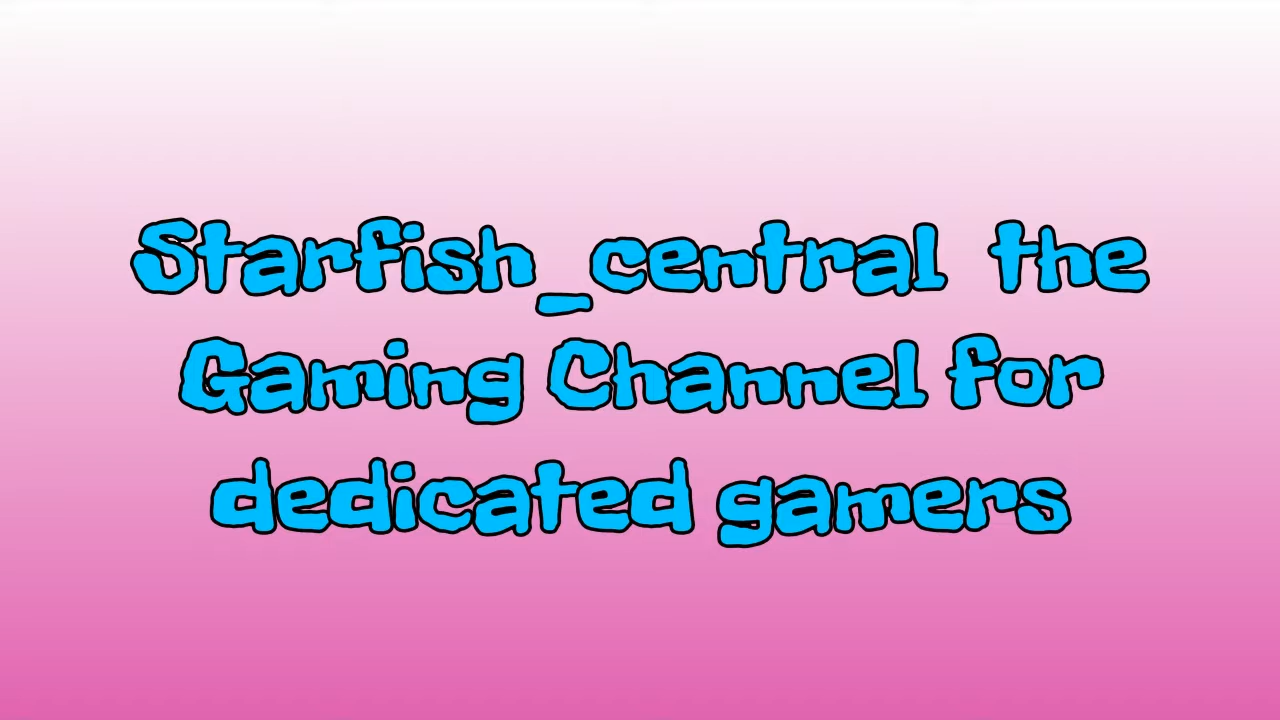 Starfish_central the
Gaming Channel for
dedicated gamers